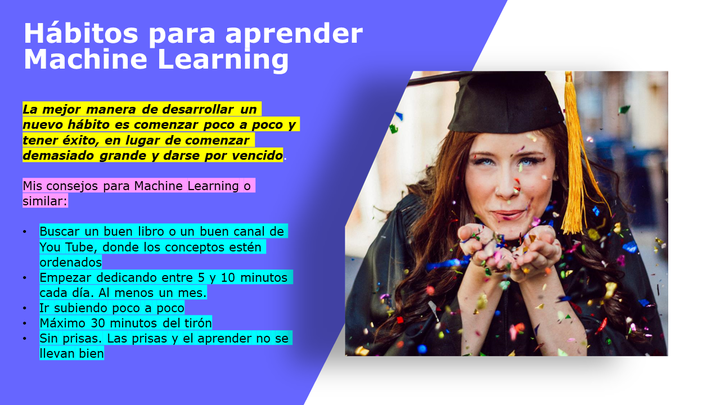 Hábitos para aprender
Machine Learning
La mejor manera de desarrollar un
nuevo hábito es comenzar poco a poco y
tener éxito, en lugar de comenzar
demasiado grande y darse por vencido.
Mis consejos para Machine Learning o
similar:
• Buscar un buen libro o un buen canal de
You Tube, donde los conceptos estén
ordenados
• Empezar dedicando entre 5 y 10 minutos
cada día. Al menos un mes.
• Ir subiendo poco a poco
• Máximo 30 minutos del tirón
• Sin prisas. Las prisas y el aprender no se
llevan bien